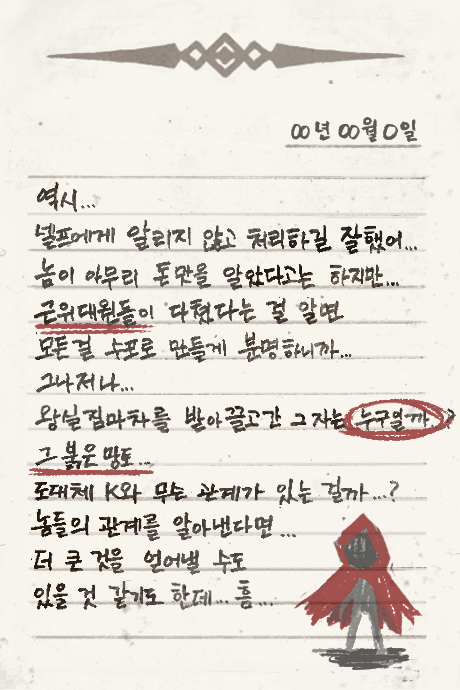 00년 00월 0일
역시...
넬프에게 알리지 않고 처리하길 잘했어...
놈이 아무리 돈맛을 알았다고는 하지만...
근위대원들이 다쳤다는 걸 알면
모든걸 수포로 만들게 분명하니까...
그나저나...
왕실 짐마차를 받아 끌고간 그 자는 누구일까...?
그 붉은 망토...
도대체 K와 무슨 관계가 있는 걸까...?
놈들의 관계를 알아낸다면...
더 큰 것을 얻어낼 수도
있을 것 같기도 한데... 흠...